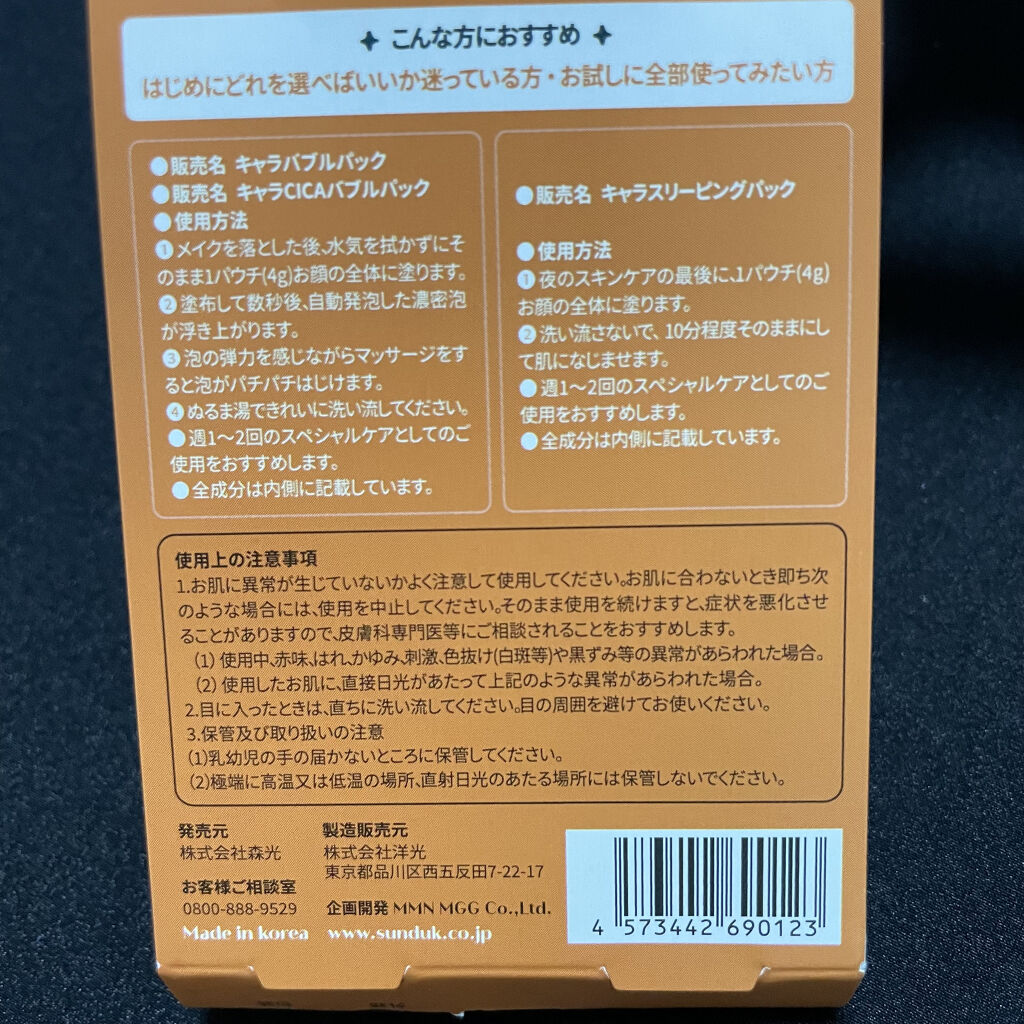 ✦ こんな方におすすめ ✦
はじめにどれを選べばいいか迷っている方・お試しに全部使ってみたい方
●販売名 キャラバブルパック
●販売名 キャラCICAバブルパック
●使用方法
❶メイクを落とした後、水気を拭かずにそ
のまま1パウチ(4g)お顔の全体に塗ります。
❷塗布して数秒後、自動発泡した濃密泡
が浮き上がります。
❸泡の弾力を感じながらマッサージをす
ると泡がパチパチはじけます。
❹ぬるま湯できれいに洗い流してください。
●週1〜2回のスペシャルケアとしてのご
使用をおすすめします。
●全成分は内側に記載しています。
●販売名 キャラスリーピングパック
●使用方法
❶夜のスキンケアの最後に、1パウチ(4g)
お顔の全体に塗ります。
❷洗い流さないで、10分程度そのままにし
て肌になじませます。
●週1〜2回のスペシャルケアとしてのご
使用をおすすめします。
●全成分は内側に記載しています。
使用上の注意事項
1.お肌に異常が生じていないかよく注意して使用してください。お肌に合わないとき即ち次
のような場合には、使用を中止してください。そのまま使用を続けますと、症状を悪化させ
ることがありますので、皮膚科専門医等にご相談されることをおすすめします。
(1) 使用中、赤味、はれ、かゆみ、刺激、色抜け(白斑等)や黒ずみ等の異常があらわれた場合。
(2) 使用したお肌に、直接日光があたって上記のような異常があらわれた場合。
2.目に入ったときは、直ちに洗い流してください。目の周囲を避けてお使いください。
3.保管及び取り扱いの注意
(1)乳幼児の手の届かないところに保管してください。
(2)極端に高温又は低温の場所、直射日光のあたる場所には保管しないでください。
発売元
株式会社森光
お客様ご相談室
0800-888-9529
Made in korea
製造販売元
株式会社洋光
東京都品川区西五反田7-22-17
企画開発 MMN MGG Co.,Ltd.
www.sunduk.co.jp
4 573442 690123